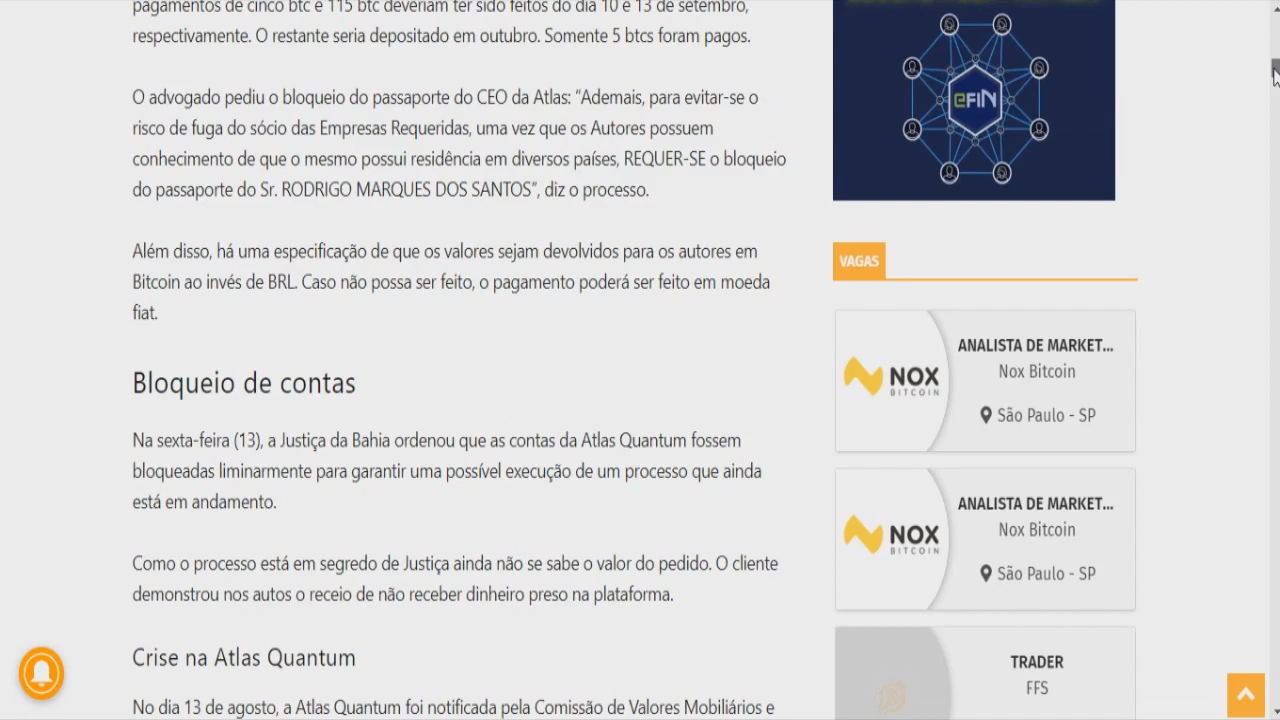 pagamentos de cinco btc e 115 btc deveriam ter sido feitos do dia 10 e 13 de setembro,
respectivamente. O restante seria depositado em outubro. Somente 5 btcs foram pagos.
O advogado pediu o bloqueio do passaporte do CEO da Atlas: “Ademais, para evitar-se o
risco de fuga do sócio das Empresas Requeridas, uma vez que os Autores possuem
conhecimento de que o mesmo possui residência em diversos países, REQUER-SE o bloqueio
do passaporte do Sr. RODRIGO MARQUES DOS SANTOS”, diz o processo.
Além disso, há uma especificação de que os valores sejam devolvidos para os autores em
Bitcoin ao invés de BRL. Caso não possa ser feito, o pagamento poderá ser feito em moeda
fiat.
Bloqueio de contas
Na sexta-feira (13), a Justiça da Bahia ordenou que as contas da Atlas Quantum fossem
bloqueadas liminarmente para garantir uma possível execução de um processo que ainda
está em andamento.
Como o processo está em segredo de Justiça ainda não se sabe o valor do pedido. O cliente
demonstrou nos autos o receio de não receber dinheiro preso na plataforma.
Crise na Atlas Quantum
No dia 13 de agosto, a Atlas Quantum foi notificada pela Comissão de Valores Mobiliários e
eFIN
VAGAS
NOX
BITCOIN
ANALISTA DE MARKET...
Nox Bitcoin
São Paulo - SP
NOX
BITCOIN
ANALISTA DE MARKET...
Nox Bitcoin
São Paulo - SP
TRADER
FFS